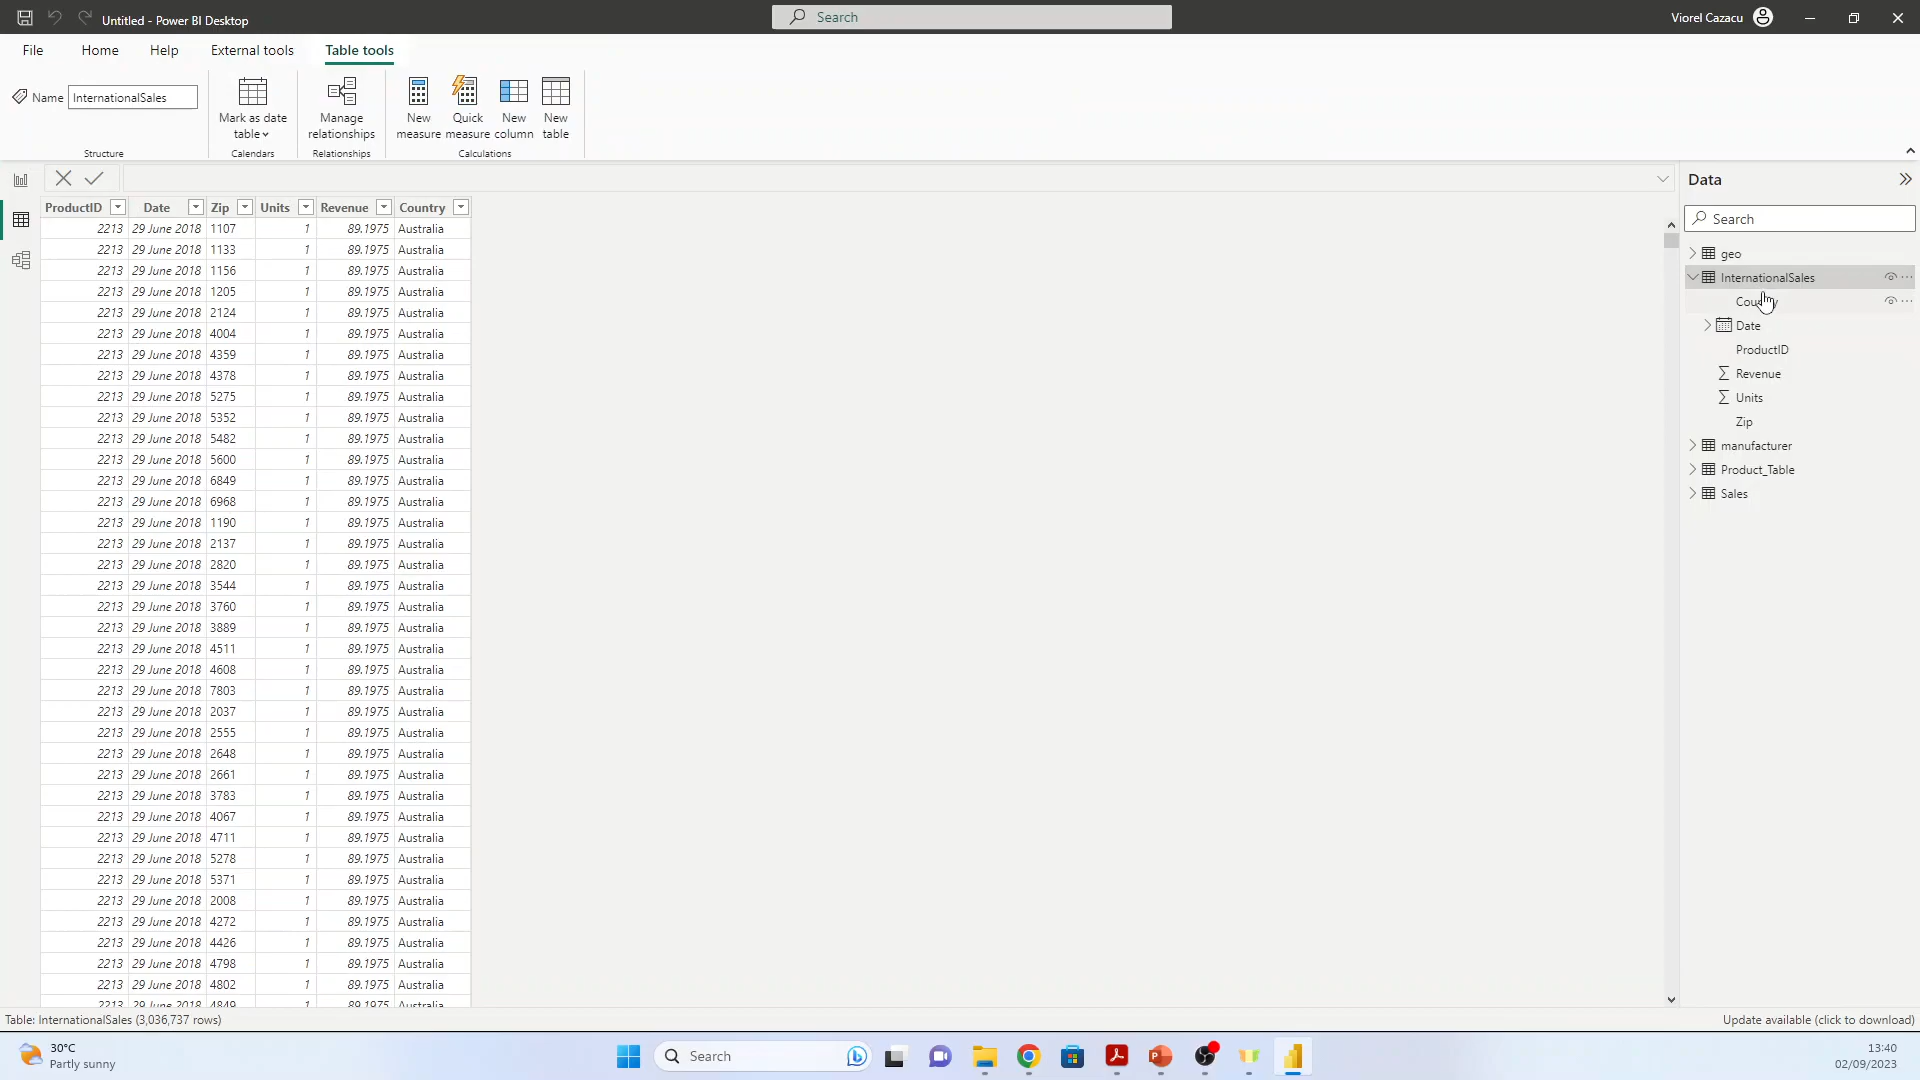 Untitled - Power BI Desktop
Search
Viorel Cazacu
File Home Help External tools Table tools
Name InternationalSales
Mark as date table
Manage relationships
New measure
Quick measure
New column
New table
Structure Calendars Relationships Calculations
ProductID Date Zip Units Revenue Country
2213 29 June 2018 1107 1 89.1975 Australia
2213 29 June 2018 1133 1 89.1975 Australia
2213 29 June 2018 1156 1 89.1975 Australia
2213 29 June 2018 1205 1 89.1975 Australia
2213 29 June 2018 2124 1 89.1975 Australia
2213 29 June 2018 4004 1 89.1975 Australia
2213 29 June 2018 4359 1 89.1975 Australia
2213 29 June 2018 4378 1 89.1975 Australia
2213 29 June 2018 5275 1 89.1975 Australia
2213 29 June 2018 5352 1 89.1975 Australia
2213 29 June 2018 5482 1 89.1975 Australia
2213 29 June 2018 5600 1 89.1975 Australia
2213 29 June 2018 6849 1 89.1975 Australia
2213 29 June 2018 6968 1 89.1975 Australia
2213 29 June 2018 1190 1 89.1975 Australia
2213 29 June 2018 2137 1 89.1975 Australia
2213 29 June 2018 2820 1 89.1975 Australia
2213 29 June 2018 3544 1 89.1975 Australia
2213 29 June 2018 3760 1 89.1975 Australia
2213 29 June 2018 3889 1 89.1975 Australia
2213 29 June 2018 4511 1 89.1975 Australia
2213 29 June 2018 4608 1 89.1975 Australia
2213 29 June 2018 7803 1 89.1975 Australia
2213 29 June 2018 2037 1 89.1975 Australia
2213 29 June 2018 2555 1 89.1975 Australia
2213 29 June 2018 2648 1 89.1975 Australia
2213 29 June 2018 2661 1 89.1975 Australia
2213 29 June 2018 3783 1 89.1975 Australia
2213 29 June 2018 4067 1 89.1975 Australia
2213 29 June 2018 4711 1 89.1975 Australia
2213 29 June 2018 5278 1 89.1975 Australia
2213 29 June 2018 5371 1 89.1975 Australia
2213 29 June 2018 2008 1 89.1975 Australia
2213 29 June 2018 4272 1 89.1975 Australia
2213 29 June 2018 4426 1 89.1975 Australia
2213 29 June 2018 4798 1 89.1975 Australia
2213 29 June 2018 4802 1 89.1975 Australia
2213 29 June 2018 4849 1 89.1975 Australia
Data
Search
geo
InternationalSales
Country
Date
ProductID
Revenue
Units
Zip
manufacturer
Product_Table
Sales
Table: InternationalSales (3,036,737 rows)
Update available (click to download)
30°C
Partly sunny
Search
13:40
02/09/2023